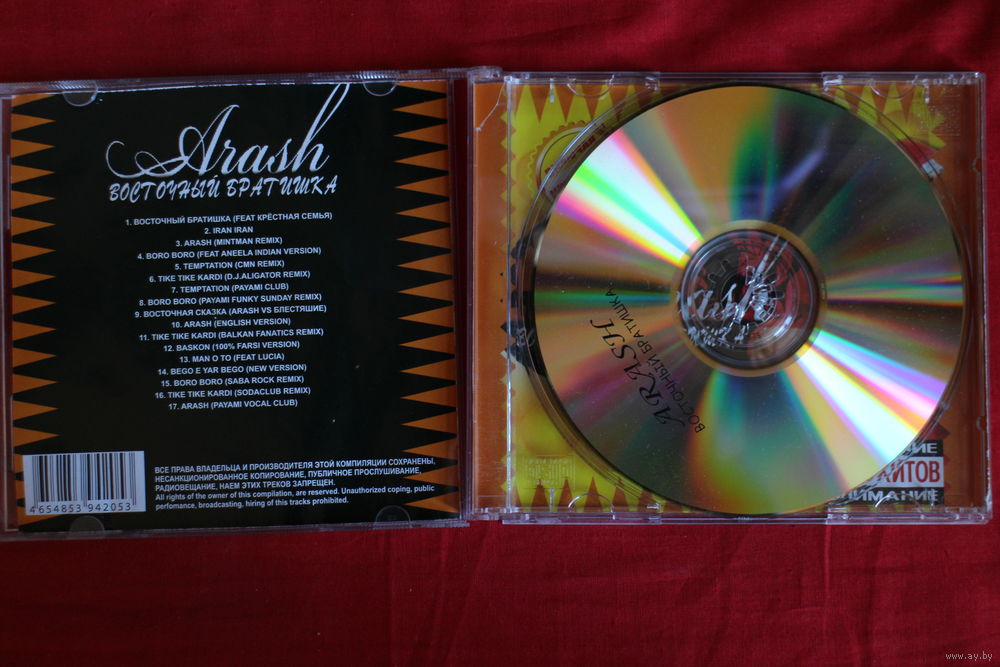 Arash
ВОСТОЧНЫЙ БРАТИШКА
1. ВОСТОЧНЫЙ БРАТИШКА (FEAT КРЁСТНАЯ СЕМЬЯ)
2. IRAN IRAN
3. ARASH (MINTMAN REMIX)
4. BORO BORO (FEAT ANEELA INDIAN VERSION)
5. TEMPTATION (CMN REMIX)
6. TIKE TIKE KARDI (D.J.ALIGATOR REMIX)
7. TEMPTATION (PAYAMI CLUB)
8. BORO BORO (PAYAMI FUNKY SUNDAY REMIX)
9. ВОСТОЧНАЯ СКАЗКА (ARASH VS БЛЕСТЯЩИЕ)
10. ARASH (ENGLISH VERSION)
11. TIKE TIKE KARDI (BALKAN FANATICS REMIX)
12. BASKON (100% FARSI VERSION)
13. MAN O TO (FEAT LUCIA)
14. BEGO E YAR BEGO (NEW VERSION)
15. BORO BORO (SABA ROCK REMIX)
16. TIKE TIKE KARDI (SODACLUB REMIX)
17. ARASH (PAYAMI VOCAL CLUB)
ВСЕ ПРАВА ВЛАДЕЛЬЦА И ПРОИЗВОДИТЕЛЯ ЭТОЙ КОМПИЛЯЦИИ СОХРАНЕНЫ,
НЕСАНКЦИОНИРОВАННОЕ КОПИРОВАНИЕ, ПУБЛИЧНОЕ ПРОСЛУШИВАНИЕ,
РАДИОВЕЩАНИЕ, НАЕМ ЭТИХ ТРЕКОВ ЗАПРЕЩЕН.
All rights of the owner of this compilation, are reserved. Unauthorized coping, public
perfomance, broadcasting, hiring of this tracks prohibited.
4 654853 942053
ARASH
ВОСТОЧНЫЙ БРАТИШКА
ХИТОВ
www.ay.by